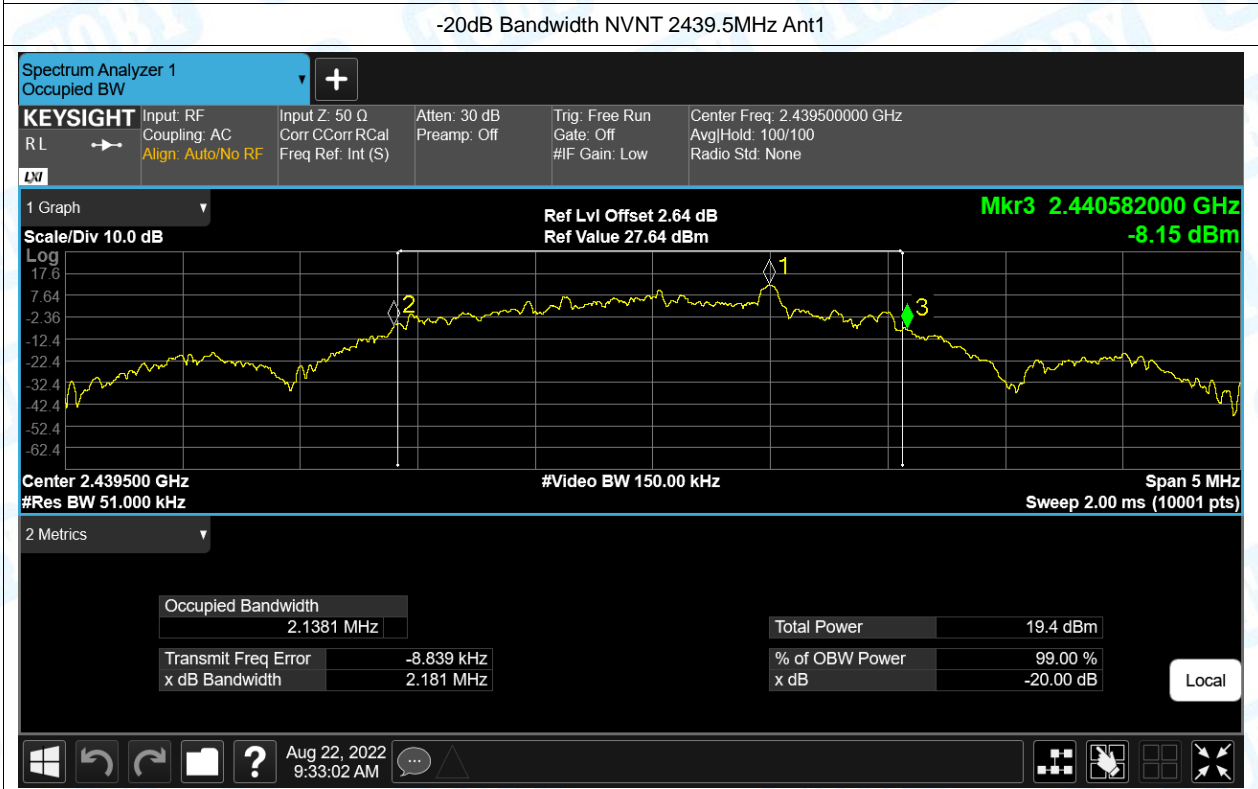 -20dB Bandwidth NVNT 2439.5MHz Ant1
Spectrum Analyzer 1
Occupied BW
+
KEYSIGHT
RL
LXI
Input: RF
Coupling: AC
Align: Auto/No RF
Input Z: 50 Ω
Corr CCorr RCal
Freq Ref: Int (S)
Atten: 30 dB
Preamp: Off
Trig: Free Run
Gate: Off
#IF Gain: Low
Center Freq: 2.439500000 GHz
Avg|Hold: 100/100
Radio Std: None
1 Graph
Scale/Div 10.0 dB
Ref Lvl Offset 2.64 dB
Ref Value 27.64 dBm
Mkr3 2.440582000 GHz
-8.15 dBm
Log
17.6
7.64
-2.36
-12.4
-22.4
-32.4
-42.4
-52.4
-62.4
1
2
3
Center 2.439500 GHz
#Video BW 150.00 kHz
Span 5 MHz
#Res BW 51.000 kHz
Sweep 2.00 ms (10001 pts)
2 Metrics
Occupied Bandwidth
2.1381 MHz
Total Power 19.4 dBm
Transmit Freq Error -8.839 kHz
% of OBW Power 99.00 %
x dB Bandwidth 2.181 MHz
x dB -20.00 dB
Local
?
Aug 22, 2022
9:33:02 AM